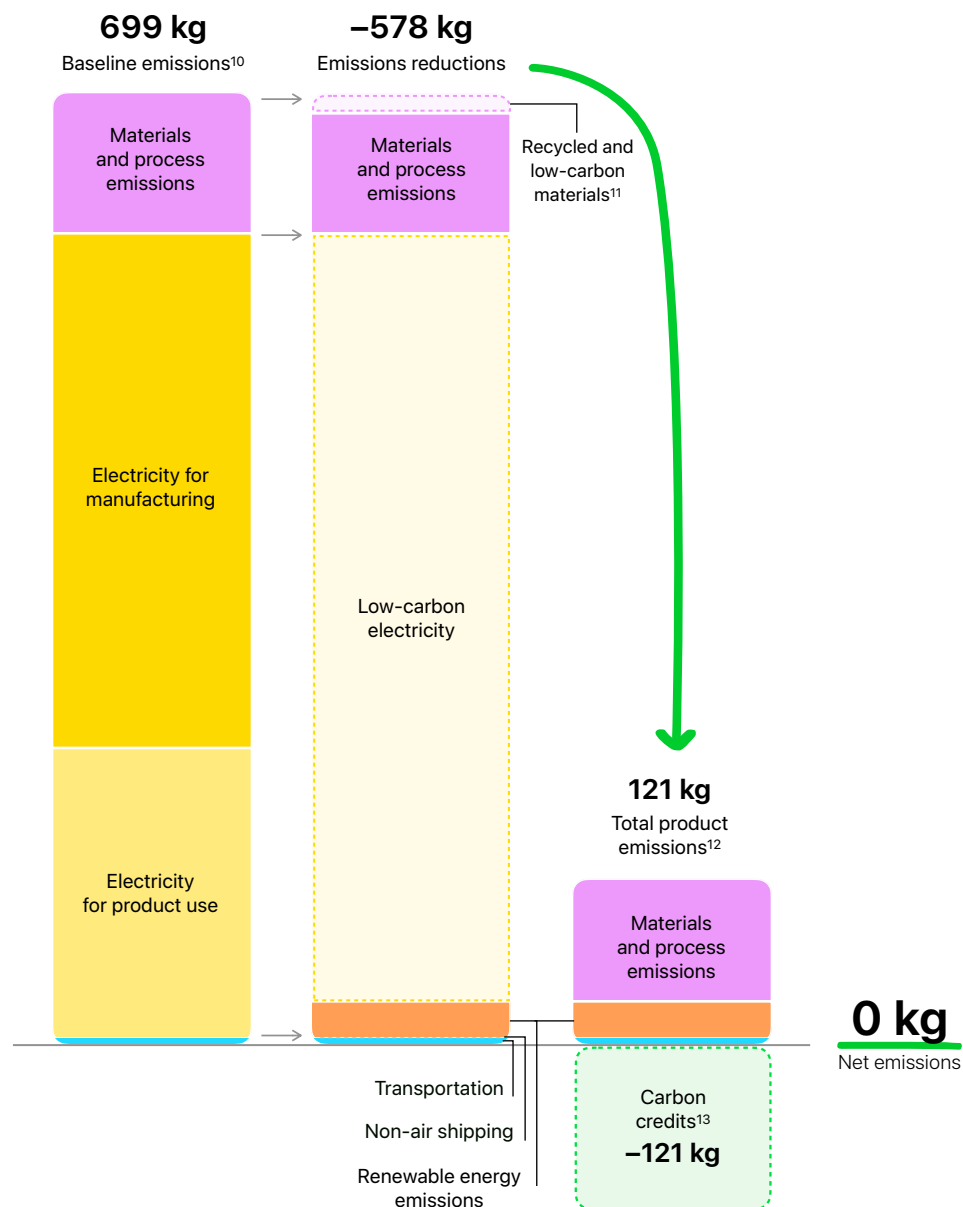 699 kg
Baseline emissions¹⁰
–578 kg
Emissions reductions
Materials
and process
emissions
Materials
and process
emissions
Recycled and
low-carbon
materials¹¹
Electricity for
manufacturing
Low-carbon
electricity
121 kg
Total product
emissions¹²
Electricity
for product use
Materials
and process
emissions
0 kg
Net emissions
Transportation
Non-air shipping
Renewable energy
emissions
Carbon
credits¹³
–121 kg